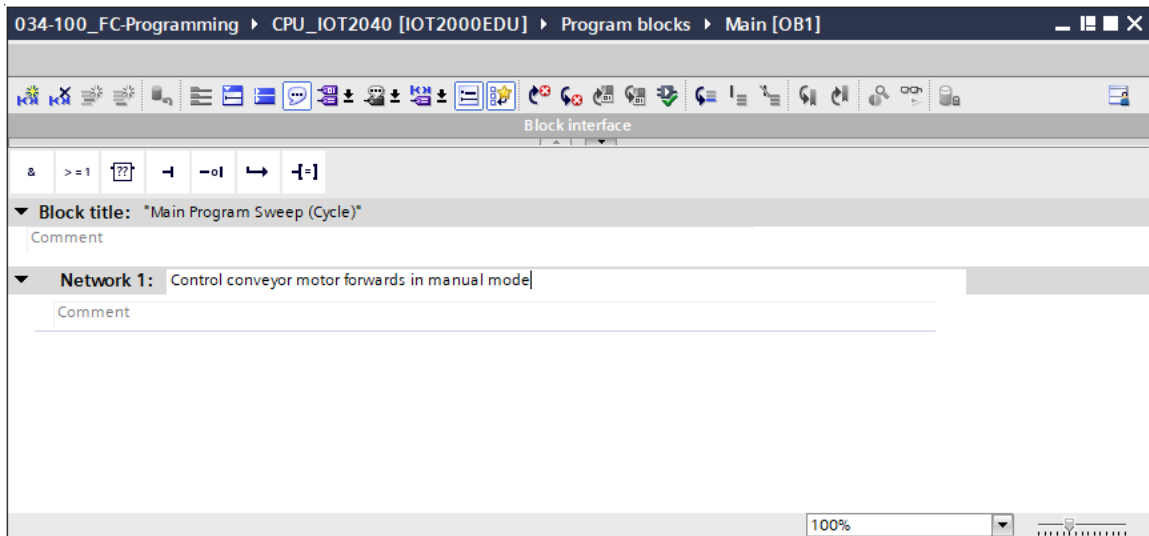 034-100_FC-Programming ▸ CPU_IOT2040 [IOT2000EDU] ▸ Program blocks ▸ Main [OB1]
Block interface
& >=1 ??
Block title: "Main Program Sweep (Cycle)"
Comment
Network 1: Control conveyor motor forwards in manual mode
Comment
100%